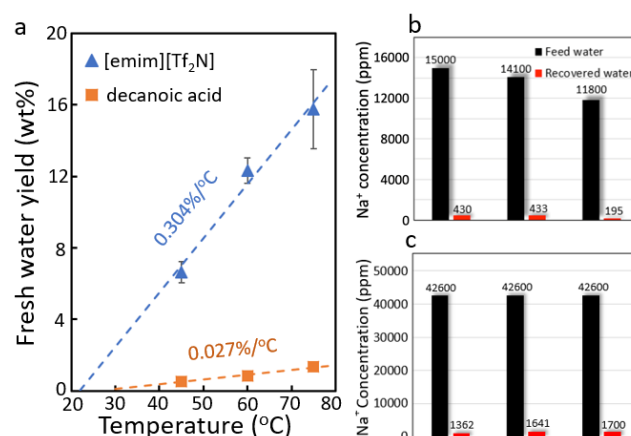 a
[emim][Tf₂N]
decanoic acid
Fresh water yield (wt%)
20
16
12
8
4
0
0.304%/°C
0.027%/°C
20 30 40 50 60 70 80
Temperature (°C)
b
Na⁺ concentration (ppm)
16000
12000
8000
4000
0
Feed water
Recovered water
15000
14100
11800
430
433
195
c
Na⁺ Concentration (ppm)
50000
40000
30000
20000
10000
0
42600 42600 42600
1362
1641
1700